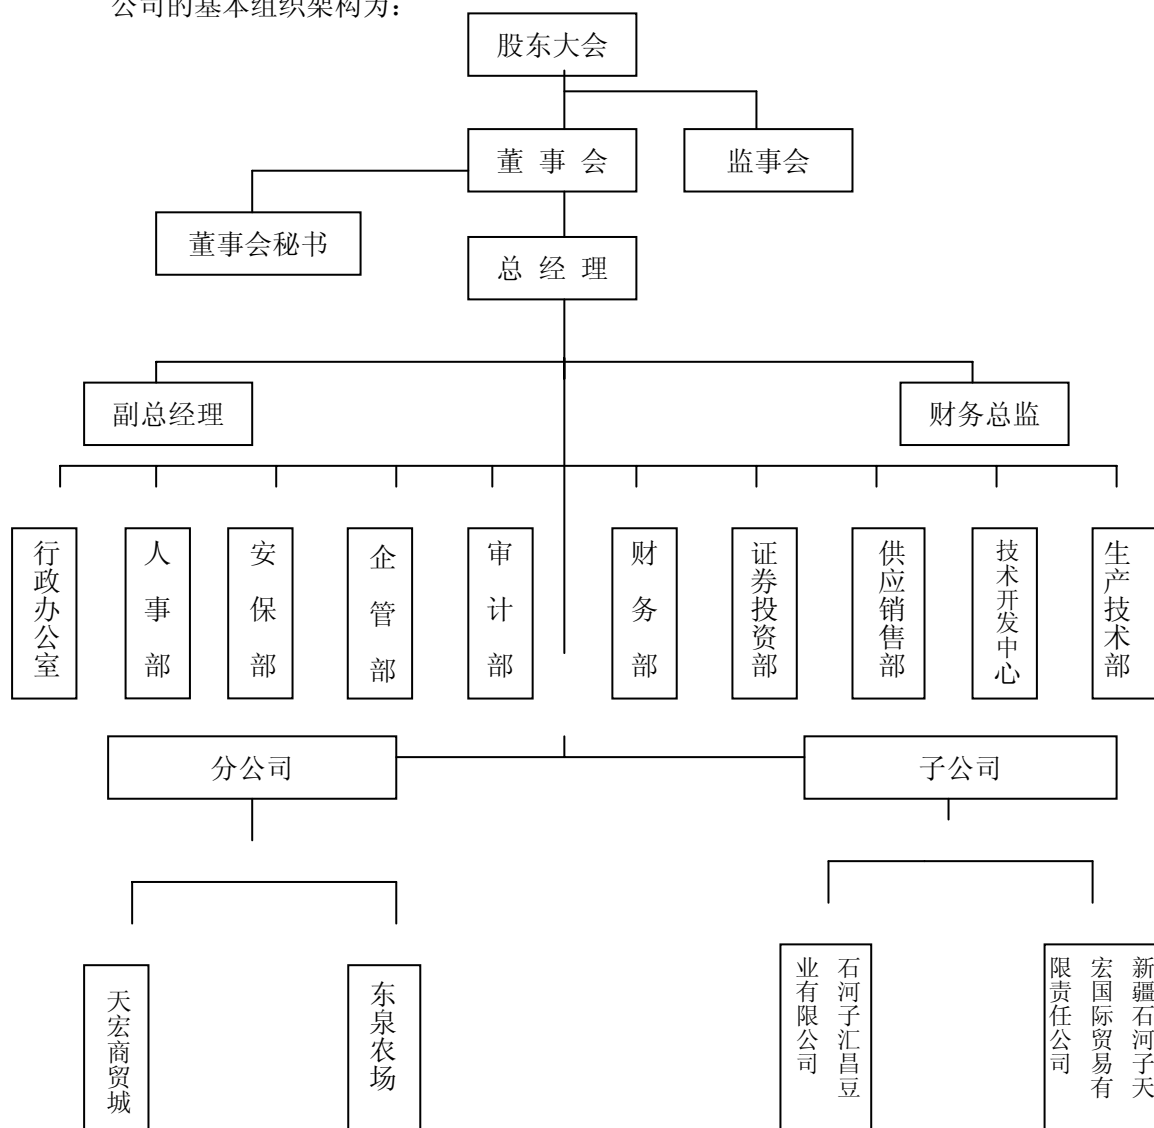 公司的基本组织架构为：
股东大会
董 事 会
监事会
董事会秘书
总 经 理
副总经理
财务总监
行政办公室
人事部
安保部
企管部
审计部
财务部
证券投资部
供应销售部
技术开发中心
生产技术部
分公司
子公司
天宏商贸城
东泉农场
石河子汇昌豆
业有限公司
新疆石河子天
宏国际贸易有
限责任公司